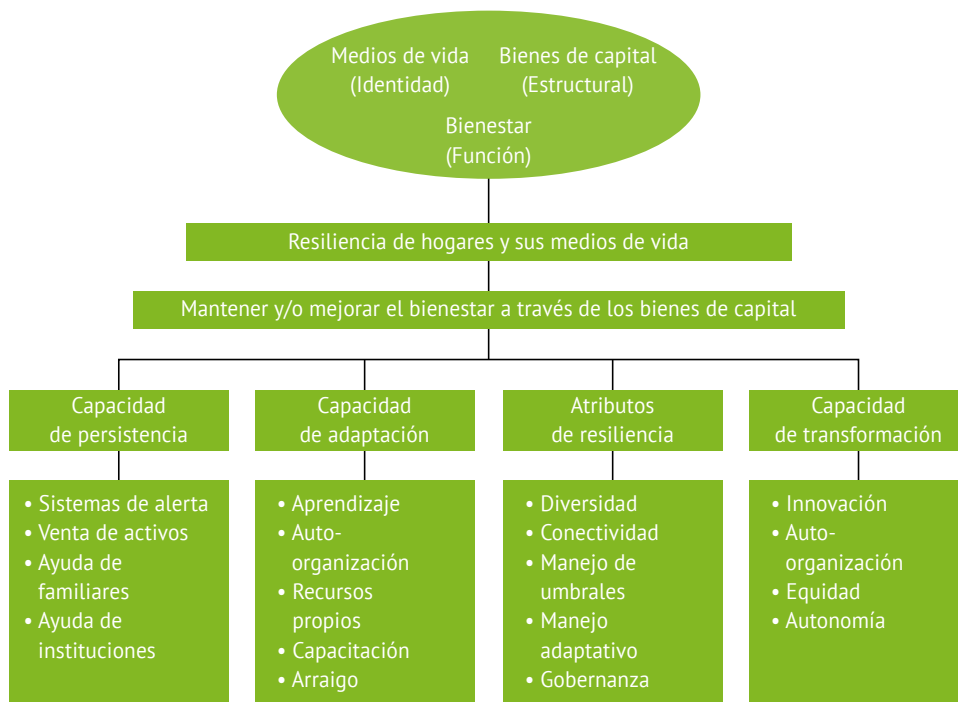 Medios de vida
(Identidad)
Bienes de capital
(Estructural)
Bienestar
(Función)
Resiliencia de hogares y sus medios de vida
Mantener y/o mejorar el bienestar a través de los bienes de capital
Capacidad
de persistencia
• Sistemas de alerta
• Venta de activos
• Ayuda de
familiares
• Ayuda de
instituciones
Capacidad
de adaptación
• Aprendizaje
• Auto-
organización
• Recursos
propios
• Capacitación
• Arraigo
Atributos
de resiliencia
• Diversidad
• Conectividad
• Manejo de
umbrales
• Manejo
adaptativo
• Gobernanza
Capacidad
de transformación
• Innovación
• Auto-
organización
• Equidad
• Autonomía